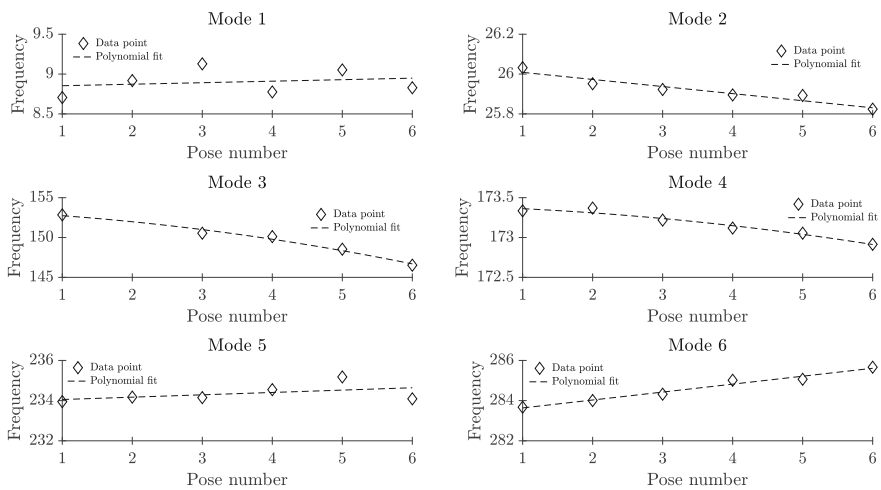 Mode 1
Frequency
9.5
9
8.5
Data point
Polynomial fit
1 2 3 4 5 6
Pose number
Mode 2
Frequency
26.2
26
25.8
Data point
Polynomial fit
1 2 3 4 5 6
Pose number
Mode 3
Frequency
155
150
145
Data point
Polynomial fit
1 2 3 4 5 6
Pose number
Mode 4
Frequency
173.5
173
172.5
Data point
Polynomial fit
1 2 3 4 5 6
Pose number
Mode 5
Frequency
236
234
232
Data point
Polynomial fit
1 2 3 4 5 6
Pose number
Mode 6
Frequency
286
284
282
Data point
Polynomial fit
1 2 3 4 5 6
Pose number